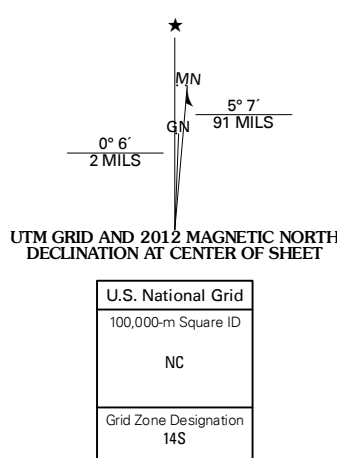 ★
MN
GN
5° 7´
91 MILS
0° 6´
2 MILS
UTM GRID AND 2012 MAGNETIC NORTH
DECLINATION AT CENTER OF SHEET
U.S. National Grid
100,000-m Square ID
NC
Grid Zone Designation
14S